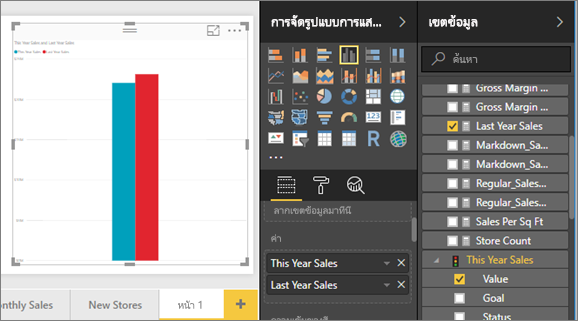 This Year Sales and Last Year Sales
This Year Sales
Last Year Sales
nthly Sales
New Stores
หน้า 1
+
การจัดรูปแบบการแส...
R
123
...
ลากเขตข้อมูลมาที่นี่
ค่า
This Year Sales
Last Year Sales
เขตข้อมูล
ค้นหา
Gross Margin ...
Gross Margin ...
Last Year Sales
Markdown_Sa...
Markdown_Sa...
Regular_Sales...
Regular_Sales...
Sales Per Sq Ft
Store Count
This Year Sales
Value
Goal
Status